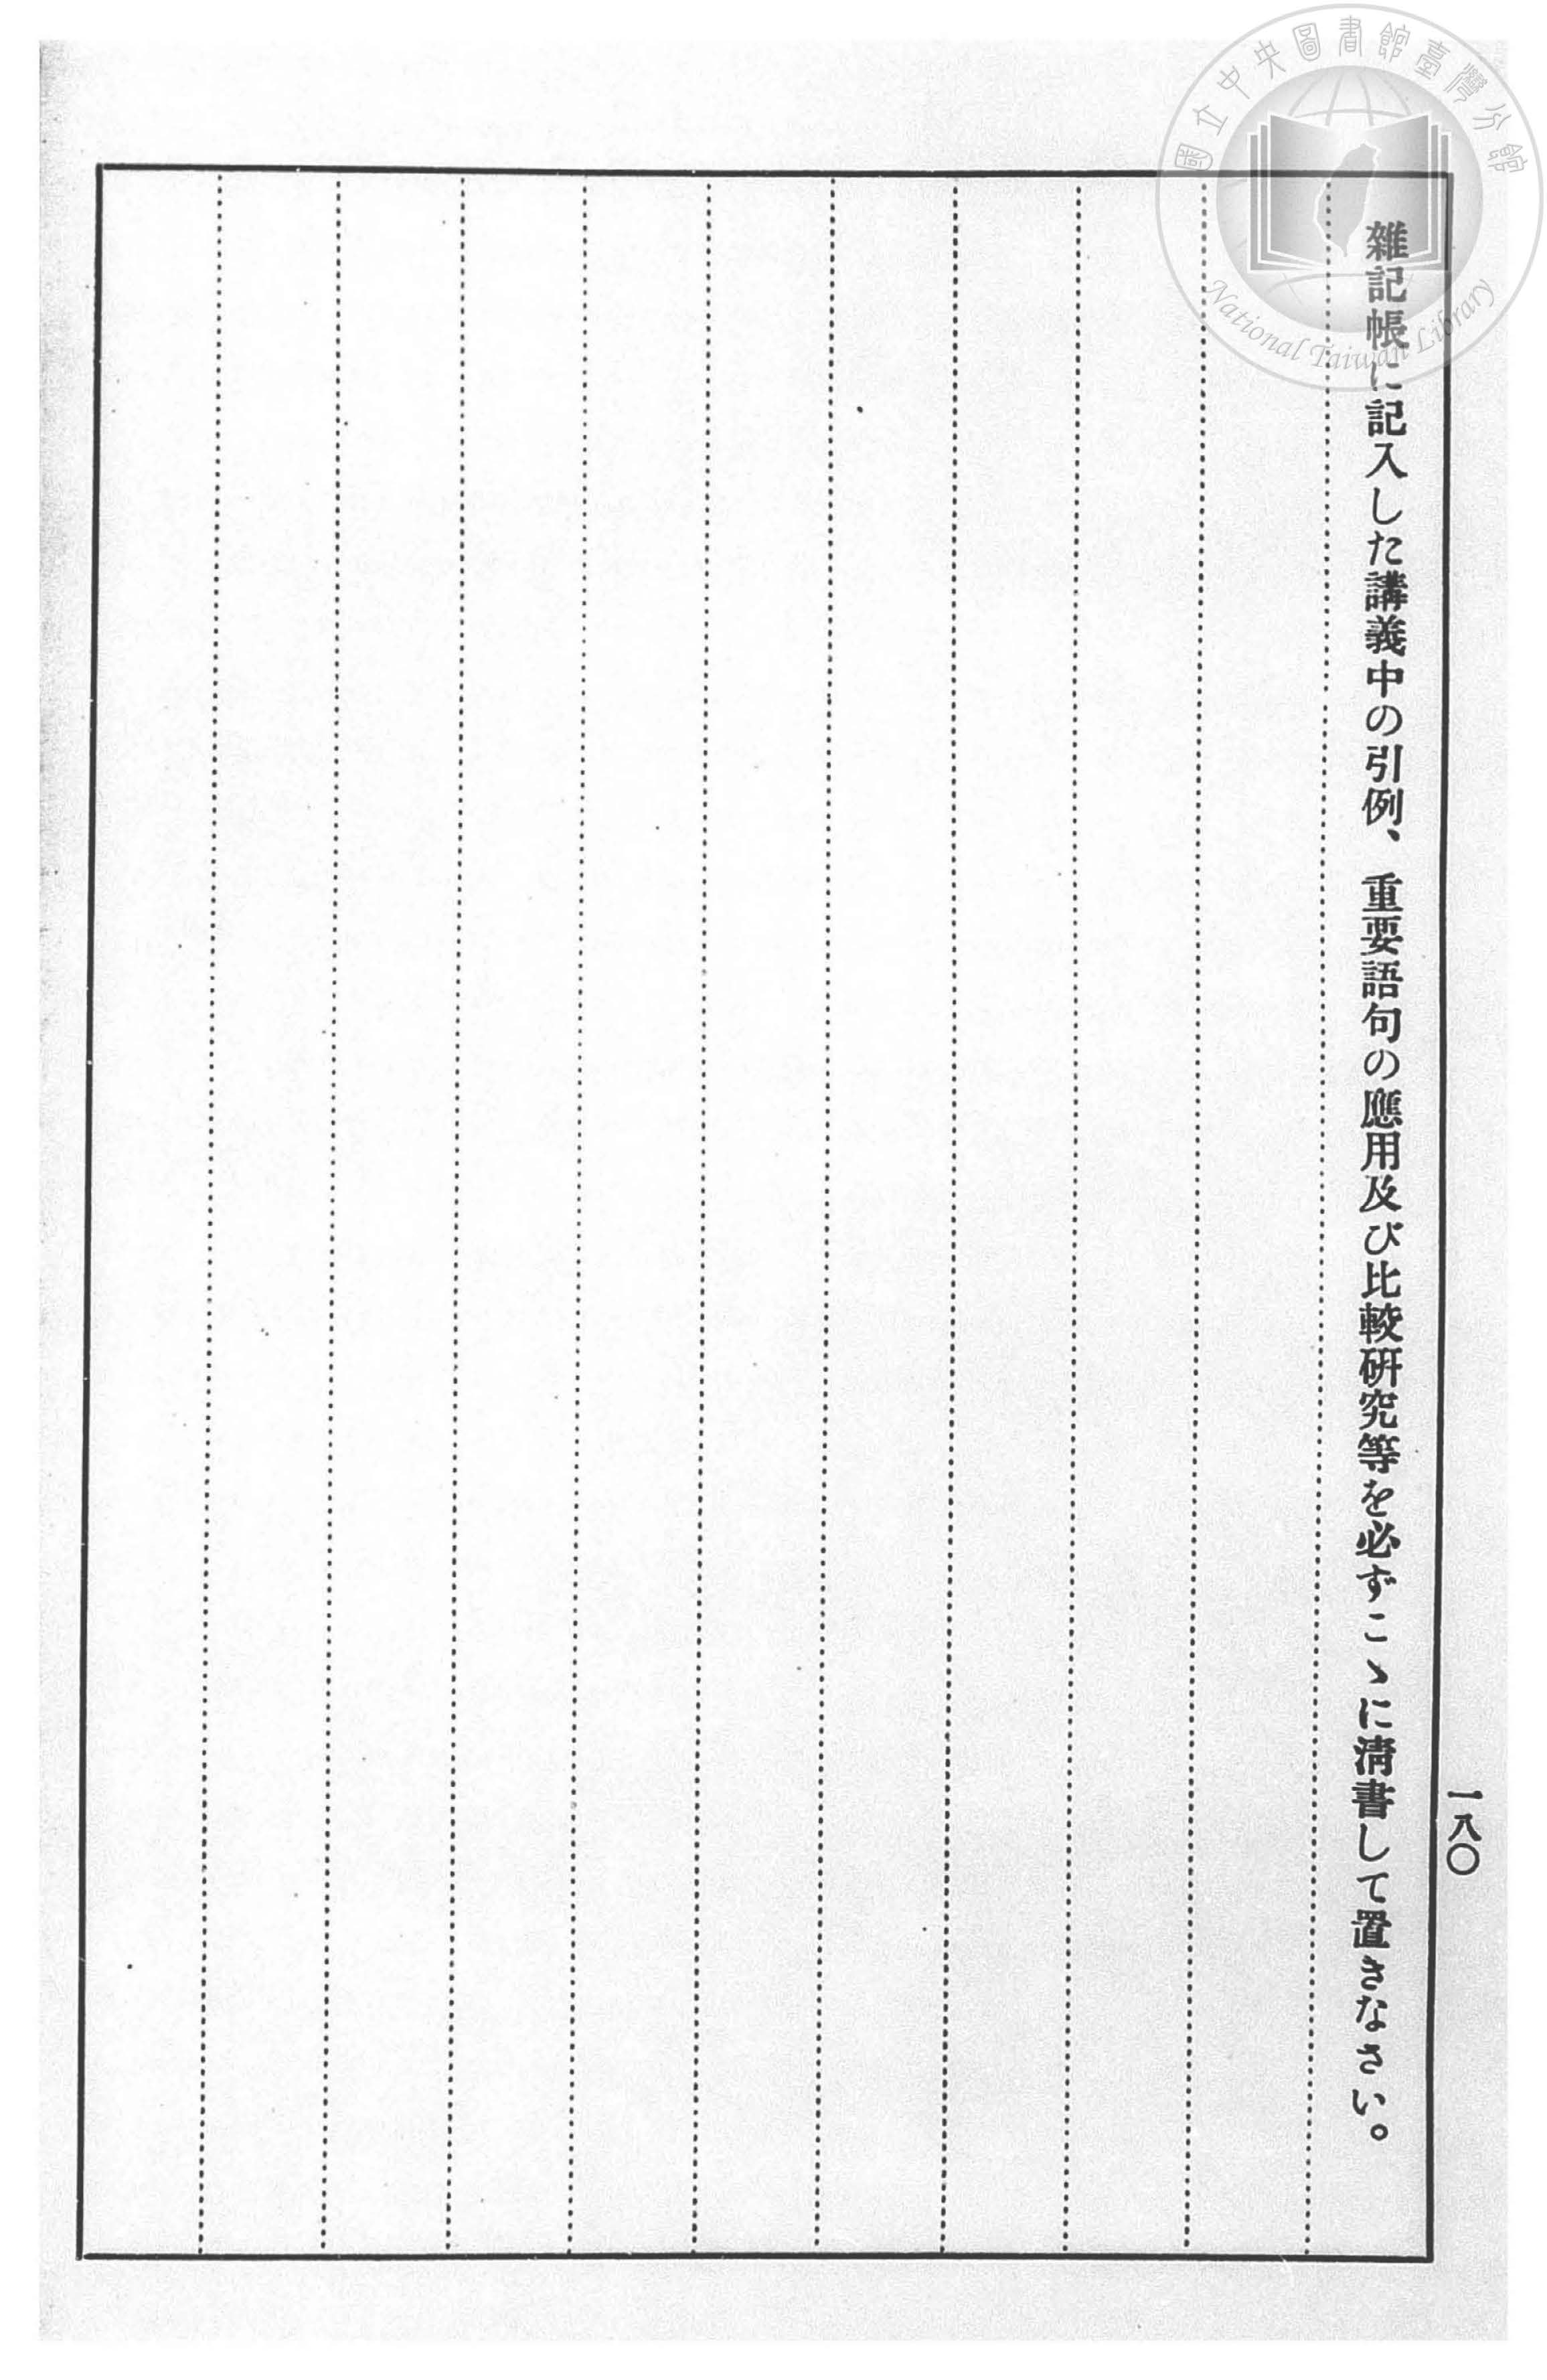 雜記帳に記入した講義中の引例、重要語句の應用及び比較硏究等を必ずこゝに淸書して置きなさい。
一八〇
國立中央圖書館臺灣分館
National Taiwan Library